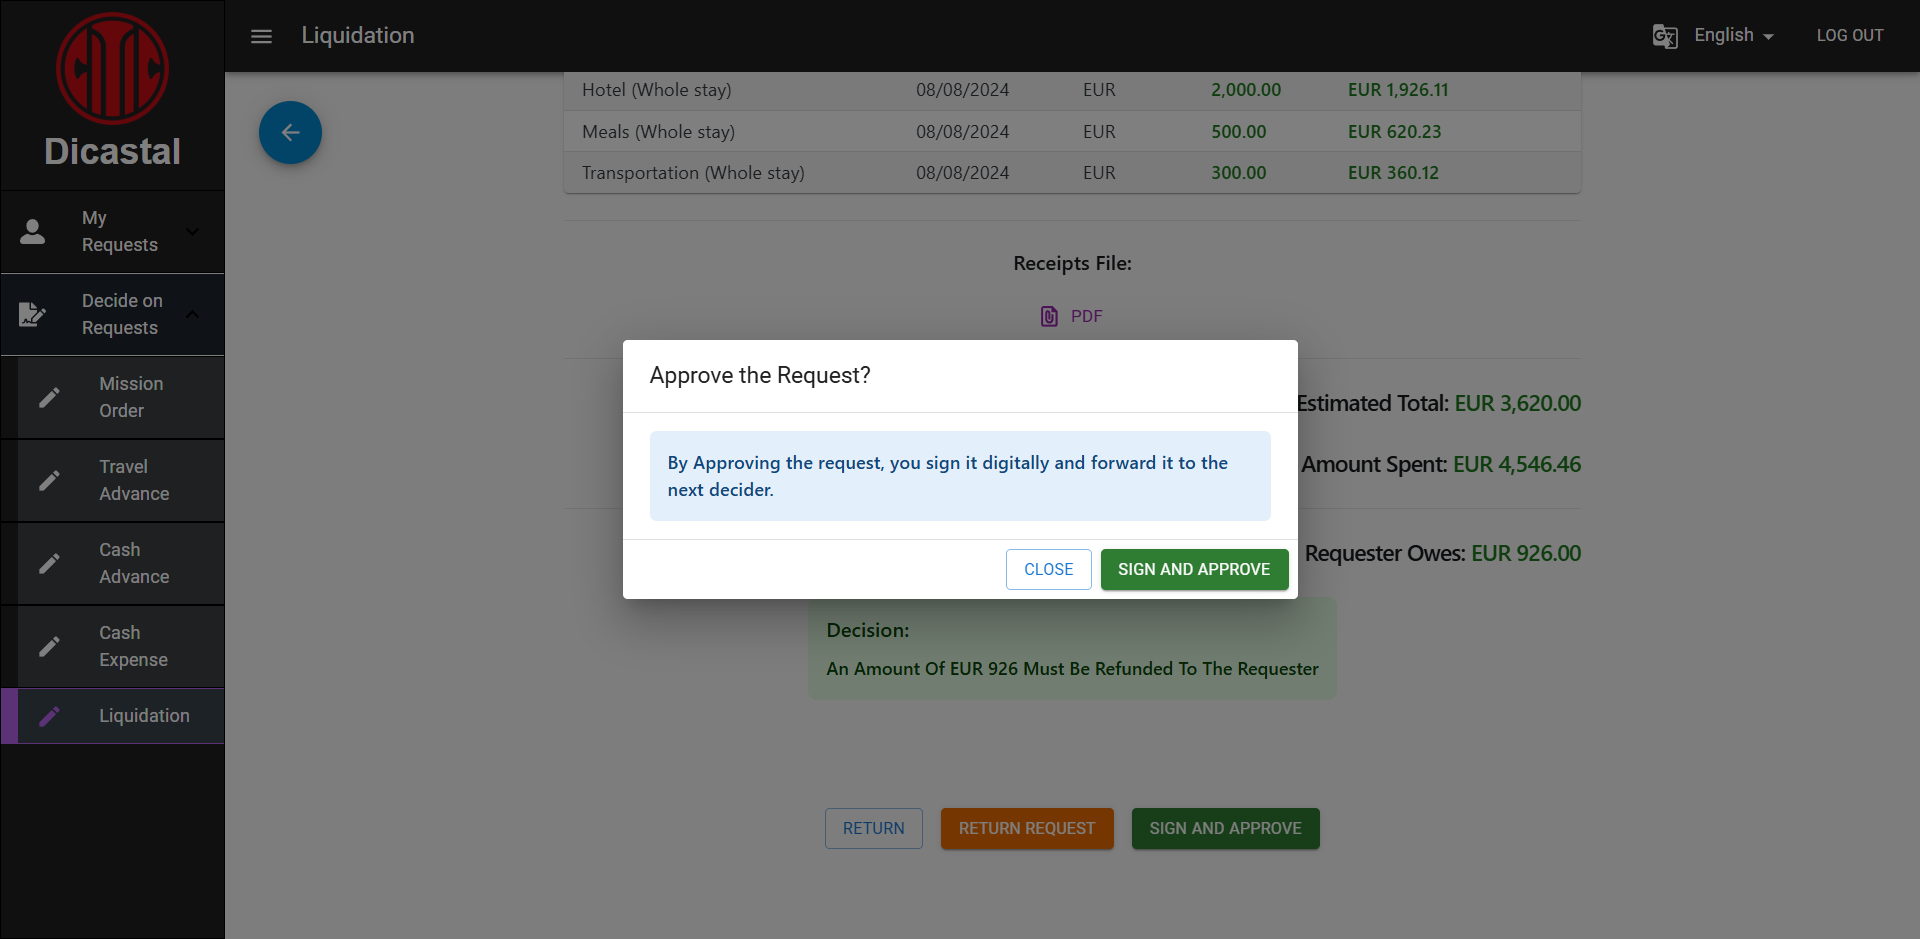 Dicastal
Liquidation
English
LOG OUT
My
Requests
Decide on
Requests
Mission
Order
Travel
Advance
Cash
Advance
Cash
Expense
Liquidation
Hotel (Whole stay) 08/08/2024 EUR 2,000.00 EUR 1,926.11
Meals (Whole stay) 08/08/2024 EUR 500.00 EUR 620.23
Transportation (Whole stay) 08/08/2024 EUR 300.00 EUR 360.12
Receipts File:
PDF
Estimated Total: EUR 3,620.00
Amount Spent: EUR 4,546.46
Requester Owes: EUR 926.00
Approve the Request?
By Approving the request, you sign it digitally and forward it to the
next decider.
CLOSE
SIGN AND APPROVE
Decision:
An Amount Of EUR 926 Must Be Refunded To The Requester
RETURN
RETURN REQUEST
SIGN AND APPROVE